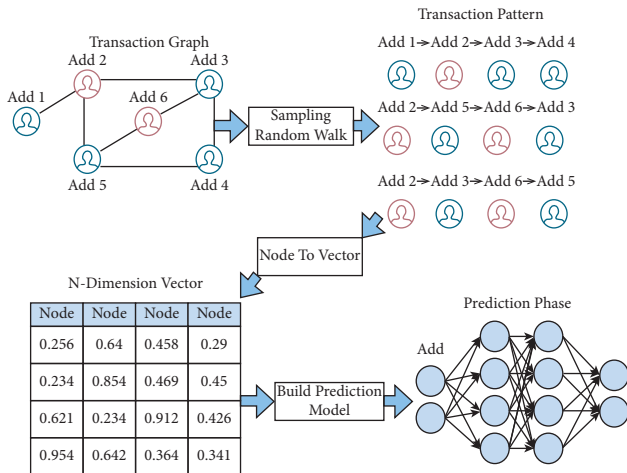 Transaction Graph
Add 2
Add 3
Add 1
Add 6
Add 5
Add 4
Sampling
Random Walk
Transaction Pattern
Add 1→Add 2→Add 3→Add 4
Add 2→Add 5→Add 6→Add 3
Add 2→Add 3→Add 6→Add 5
Node To Vector
N-Dimension Vector
Node Node Node Node
0.256 0.64 0.458 0.29
0.234 0.854 0.469 0.45
0.621 0.234 0.912 0.426
0.954 0.642 0.364 0.341
Build Prediction
Model
Prediction Phase
Add